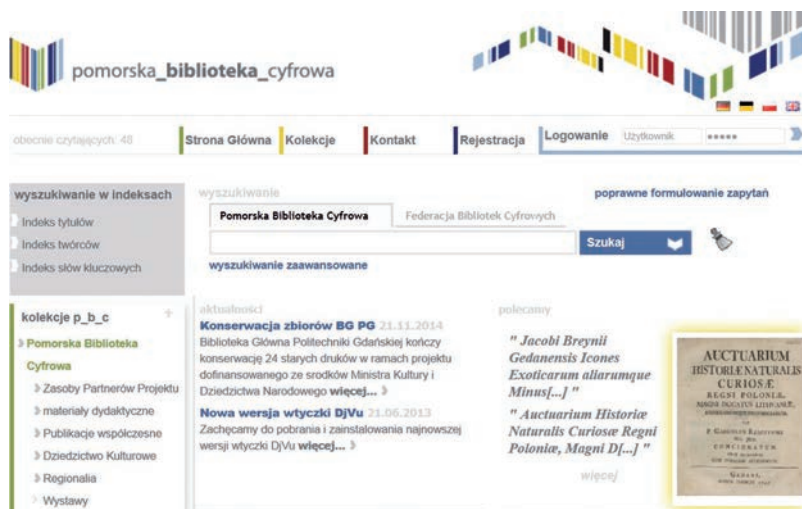 pomorska_biblioteka_cyfrowa
obecnie czytających: 48
Strona Główna
Kolekcje
Kontakt
Rejestracja
Logowanie
Użytkownik
•••••
wyszukiwanie w indeksach
Indeks tytułów
Indeks twórców
Indeks słów kluczowych
wyszukiwanie
poprawne formułowanie zapytań
Pomorska Biblioteka Cyfrowa
Federacja Bibliotek Cyfrowych
Szukaj
wyszukiwanie zaawansowane
kolekcje p_b_c
Pomorska Biblioteka
Cyfrowa
Zasoby Partnerów Projektu
materiały dydaktyczne
Publikacje współczesne
Dziedzictwo Kulturowe
Regionalia
Wystawy
aktualności
Konserwacja zbiorów BG PG 21.11.2014
Biblioteka Główna Politechniki Gdańskiej kończy
konserwację 24 starych druków w ramach projektu
dofinansowanego ze srodków Ministra Kultury i
Dziedzictwa Narodowego więcej...
Nowa wersja wtyczki DjVu 21.06.2013
Zachęcamy do pobrania i zainstalowania najnowszej
wersji wtyczki DjVu więcej...
polecamy
" Jacobi Breynii
Gedanensis Icones
Exoticarum aliarumque
Minus[...] "
" Auctuarium Historiæ
Naturalis Curiosæ Regni
Poloniæ, Magni D[...] "
więcej
AUCTUARIUM
HISTORIÆ NATURALIS
CURIOSÆ
REGNI POLONIÆ,